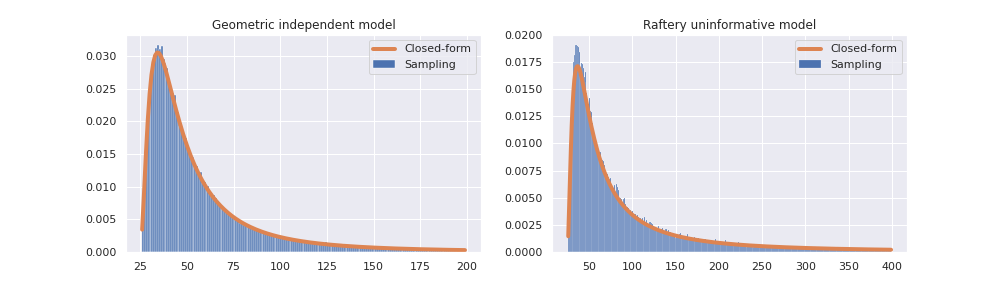 Geometric independent model
Closed-form
Sampling
0.030
0.025
0.020
0.015
0.010
0.005
0.000
25 50 75 100 125 150 175 200
Raftery uninformative model
Closed-form
Sampling
0.0200
0.0175
0.0150
0.0125
0.0100
0.0075
0.0050
0.0025
0.0000
50 100 150 200 250 300 350 400